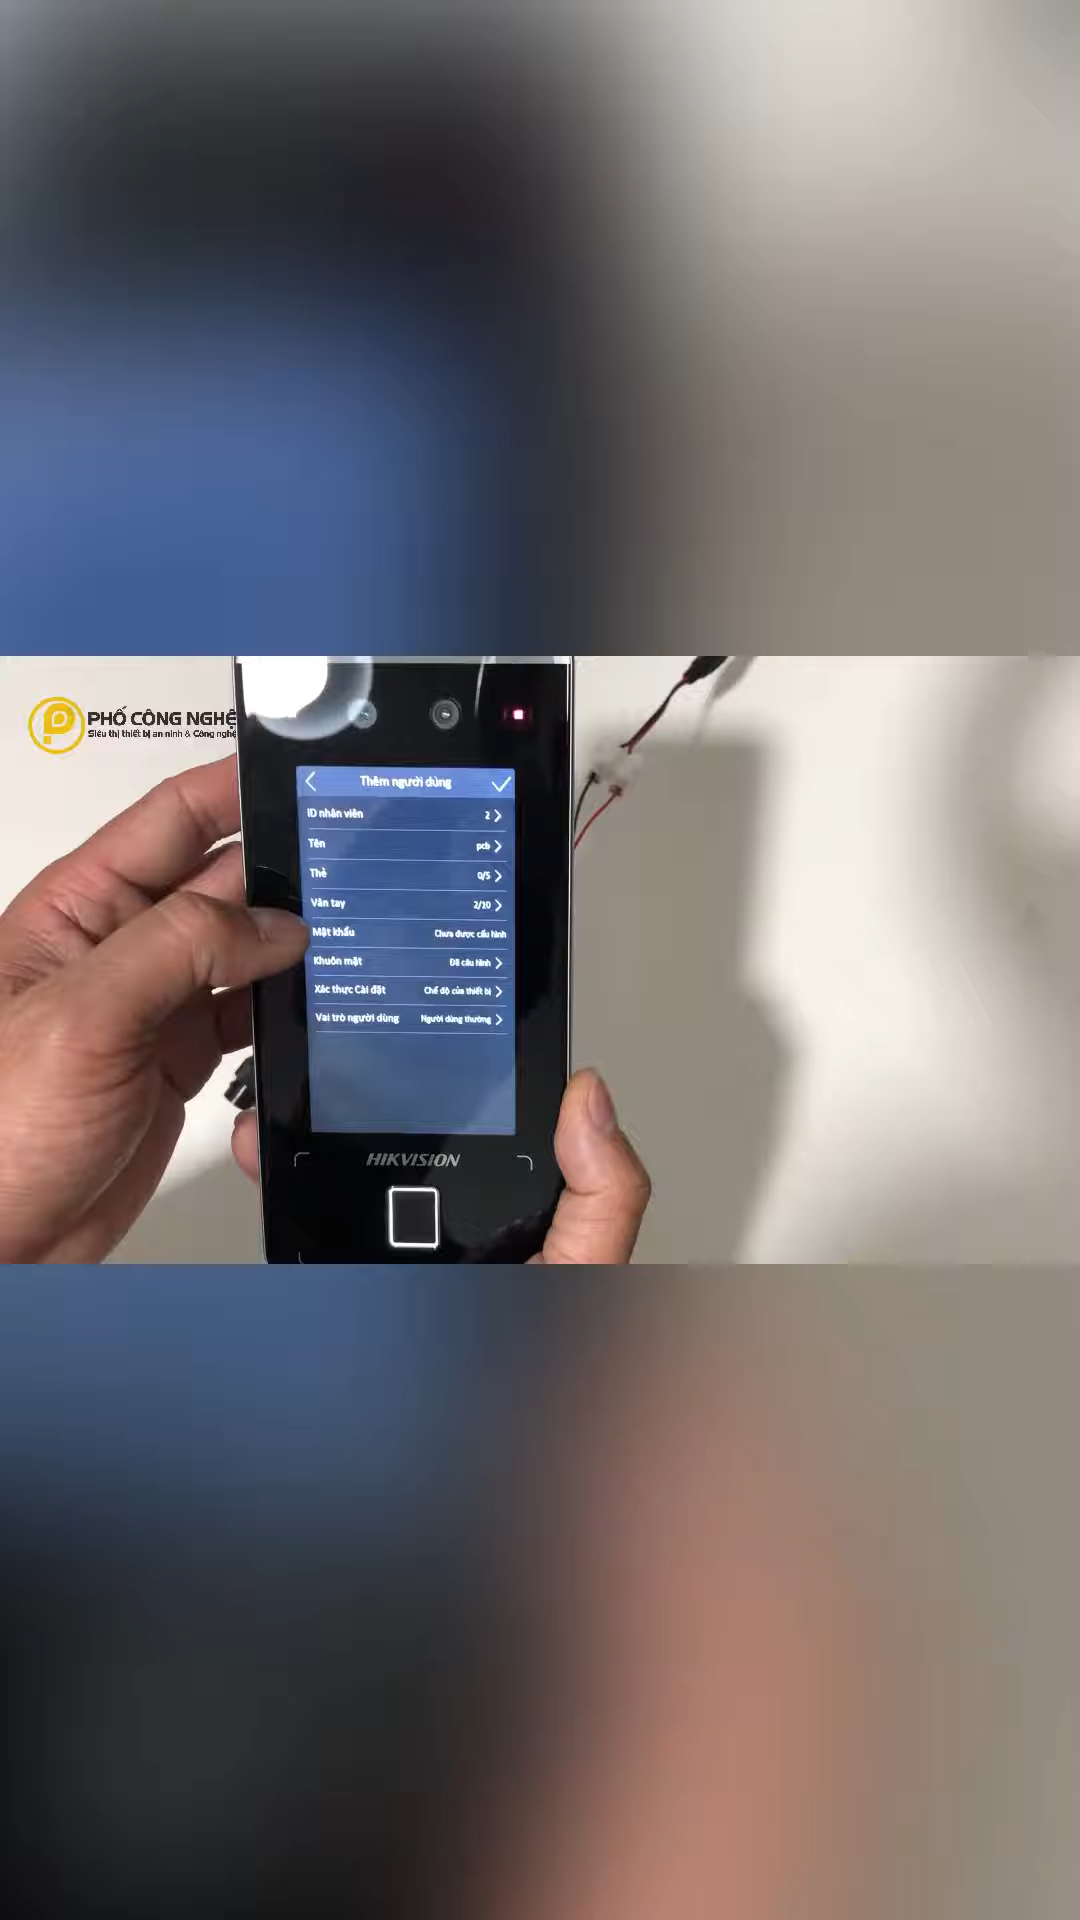 PHỐ CÔNG NGHỆ
Siêu thị thiết bị an ninh & Công nghệ
Thêm người dùng
ID nhân viên 2
Tên pcb
Thẻ 0/5
Vân tay 2/10
Mật khẩu Chưa được cấu hình
Khuôn mặt Đã cấu hình
Xác thực Cài đặt Chế độ của thiết bị
Vai trò người dùng Người dùng thường
HIKVISION